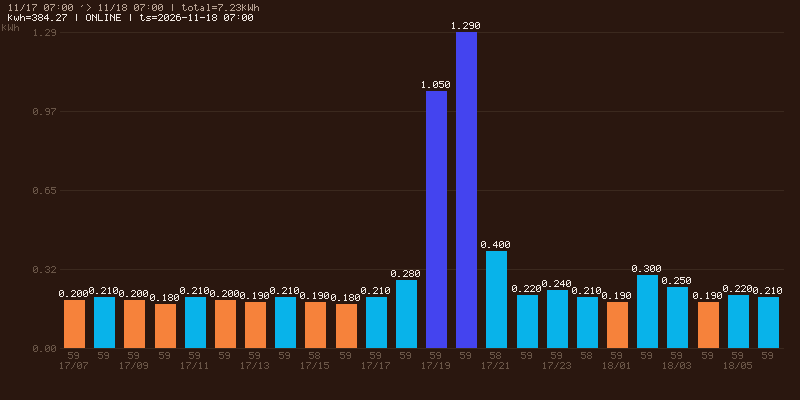 11/17 07:00 -> 11/18 07:00 | total=7.23kWh
Kwh=384.27 | ONLINE | ts=2026-11-18 07:00
kWh
1.29
0.97
0.65
0.32
0.00
0.200 0.210 0.200 0.180 0.210 0.200 0.190 0.210 0.190 0.180 0.210 0.280 1.050 1.290 0.400 0.220 0.240 0.210 0.190 0.300 0.250 0.190 0.220 0.210
59 59 59 59 59 59 59 59 58 59 59 59 59 59 58 59 59 58 59 59 59 59 59 59
17/07 17/09 17/11 17/13 17/15 17/17 17/19 17/21 17/23 18/01 18/03 18/05